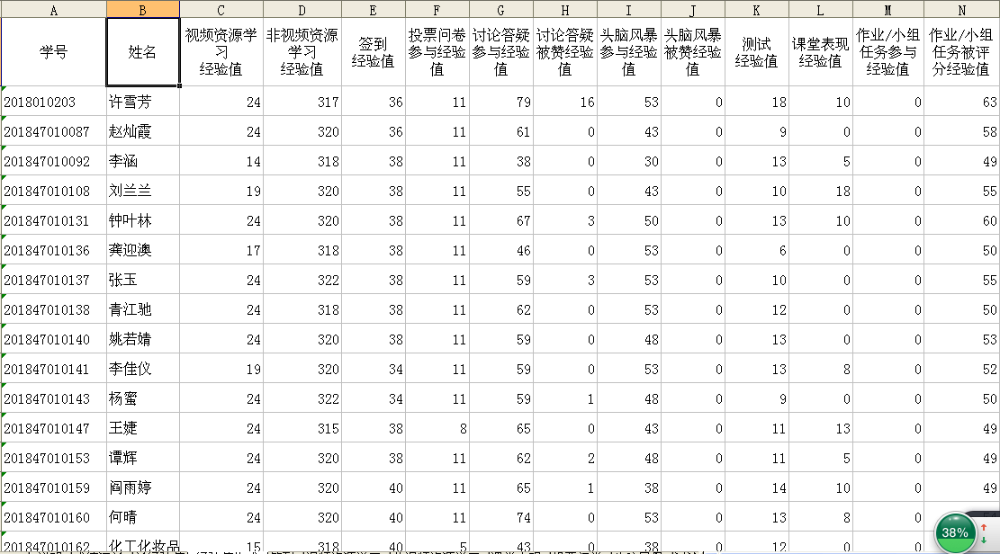 A B C D E F G H I J K L M N
学号 姓名 视频资源学习经验值 非视频资源学习经验值 签到经验值 投票问卷参与经验值 讨论答疑参与经验值 讨论答疑被赞经验值 头脑风暴参与经验值 头脑风暴被赞经验值 测试经验值 课堂表现经验值 作业/小组任务参与经验值 作业/小组任务被评分经验值
2018010203 许雪芳 24 317 36 11 79 16 53 0 18 10 0 63
201847010087 赵灿霞 24 320 36 11 61 0 43 0 9 0 0 58
201847010092 李涵 14 318 38 11 38 0 30 0 13 5 0 49
201847010108 刘兰兰 19 320 38 11 55 0 43 0 10 18 0 55
201847010131 钟叶林 24 320 38 11 67 3 50 0 13 10 0 60
201847010136 龚迎澳 17 318 38 11 46 0 53 0 6 0 0 50
201847010137 张玉 24 322 38 11 59 3 53 0 10 0 0 55
201847010138 青江驰 24 318 38 11 62 0 53 0 12 0 0 50
201847010140 姚若婧 24 320 38 11 59 0 48 0 13 0 0 53
201847010141 李佳仪 19 320 34 11 59 0 53 0 13 8 0 52
201847010143 杨蜜 24 322 34 11 59 1 48 0 9 0 0 50
201847010147 王婕 24 315 38 8 65 0 43 0 11 13 0 49
201847010153 谭辉 24 320 38 11 62 2 48 0 11 5 0 49
201847010159 阎雨婷 24 320 40 11 65 1 38 0 14 10 0 49
201847010160 何晴 24 320 40 11 74 0 53 0 13 8 0
201847010162 化工化妆品 15 318 40 5 43 0 38 0 12 0 0
38%